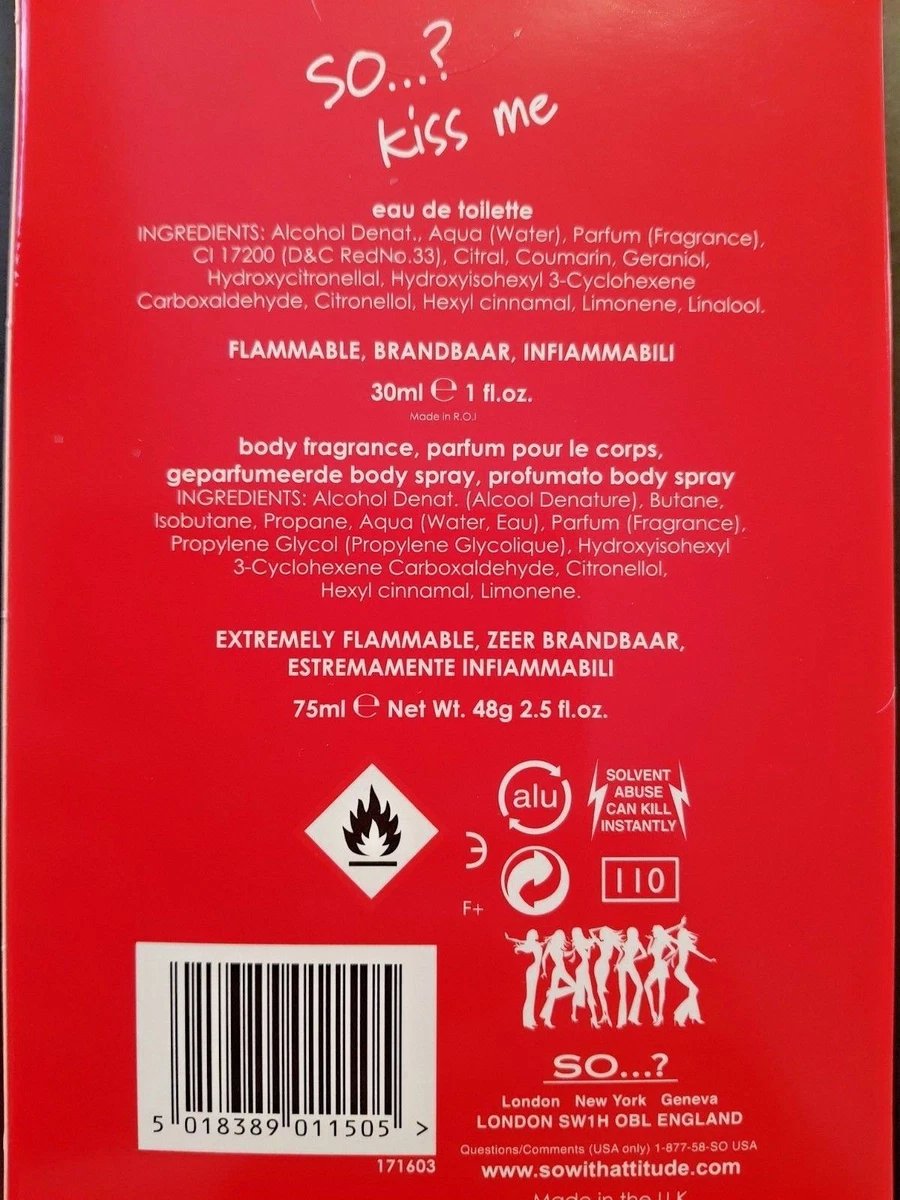 so...?
kiss me
eau de toilette
INGREDIENTS: Alcohol Denat., Aqua (Water), Parfum (Fragrance),
CI 17200 (D&C RedNo.33), Citral, Coumarin, Geraniol,
Hydroxycitronellal, Hydroxyisohexyl 3-Cyclohexene
Carboxaldehyde, Citronellol, Hexyl cinnamal, Limonene, Linalool.
FLAMMABLE, BRANDBAAR, INFIAMMABILI
30ml ℮ 1 fl.oz.
Made in R.O.I
body fragrance, parfum pour le corps,
geparfumeerde body spray, profumato body spray
INGREDIENTS: Alcohol Denat. (Alcool Denature), Butane,
Isobutane, Propane, Aqua (Water, Eau), Parfum (Fragrance),
Propylene Glycol (Propylene Glycolique), Hydroxyisohexyl
3-Cyclohexene Carboxaldehyde, Citronellol,
Hexyl cinnamal, Limonene.
EXTREMELY FLAMMABLE, ZEER BRANDBAAR,
ESTREMAMENTE INFIAMMABILI
75ml ℮ Net Wt. 48g 2.5 fl.oz.
alu
SOLVENT
ABUSE
CAN KILL
INSTANTLY
110
F+
SO...?
London New York Geneva
LONDON SW1H OBL ENGLAND
Questions/Comments (USA only) 1-877-58-SO USA
www.sowithattitude.com
Made in the U.K
5 018389 011505 >
171603